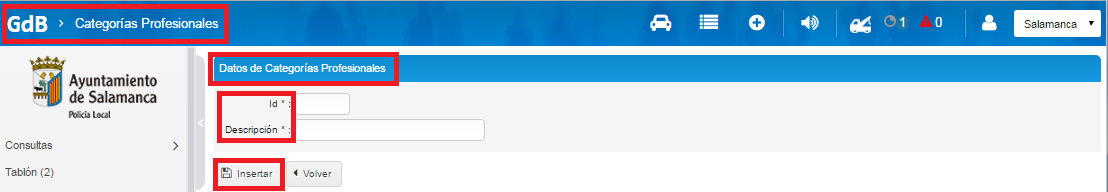 GdB > Categorías Profesionales 1 0 Salamanca
Ayuntamiento
de Salamanca
Policía Local
Consultas
Tablón (2)
Datos de Categorías Profesionales
Id * :
Descripción * :
Insertar Volver